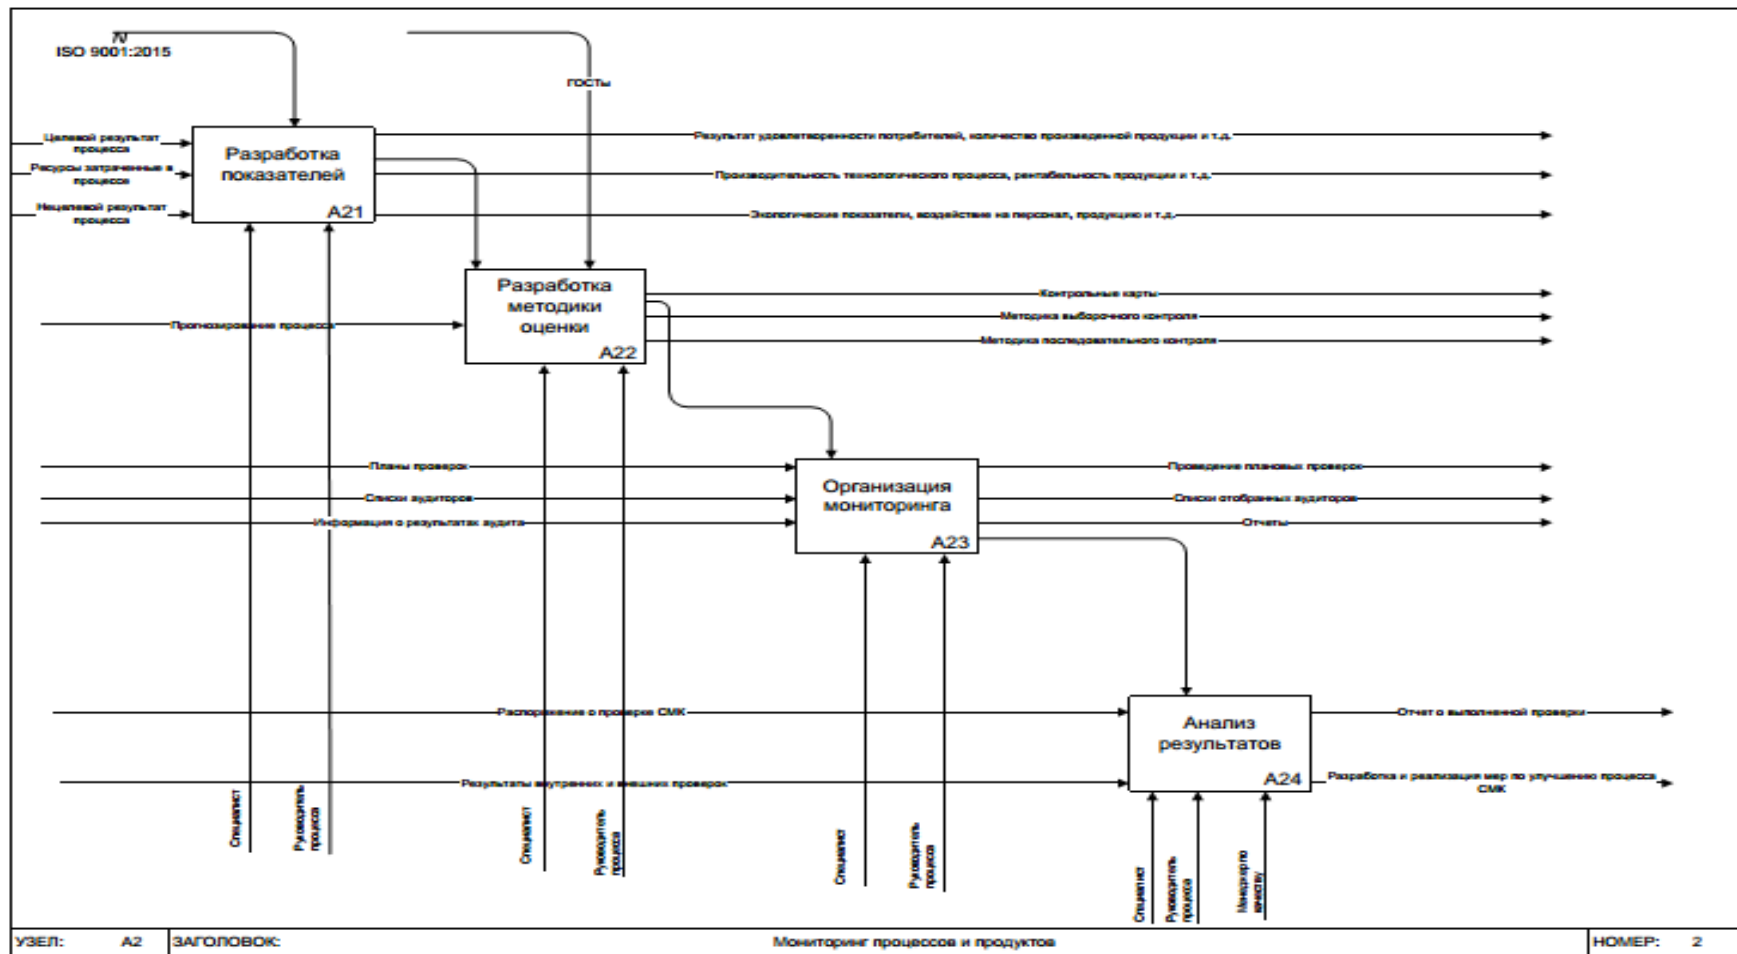 ISO 9001:2015
ГОСТы
Целевой результат
процесса
Ресурсы затраченные в
процессе
Нецелевой результат
процесса
Разработка
показателей
A21
Результат удовлетворенности потребителей, количество произведенной продукции и т.д.
Производительность технологического процесса, рентабельность продукции и т.д.
Экологические показатели, воздействие на персонал, продукцию и т.д.
Прогнозирование процесса
Разработка
методики
оценки
A22
Контрольные карты
Методика выборочного контроля
Методика последовательного контроля
Планы проверок
Списки аудиторов
Информация о результатах аудита
Организация
мониторинга
A23
Проведение плановых проверок
Списки отобранных аудиторов
Отчеты
Распоряжение о проверке СМК
Результаты внутренних и внешних проверок
Анализ
результатов
A24
Отчет о выполненной проверки
Разработка и реализация мер по улучшению процесса
СМК
Специалист
Руководитель
процесса
Специалист
Руководитель
процесса
Специалист
Руководитель
процесса
Специалист
Руководитель
процесса
Менеджер по
качеству
УЗЕЛ: A2 ЗАГОЛОВОК: Мониторинг процессов и продуктов НОМЕР: 2